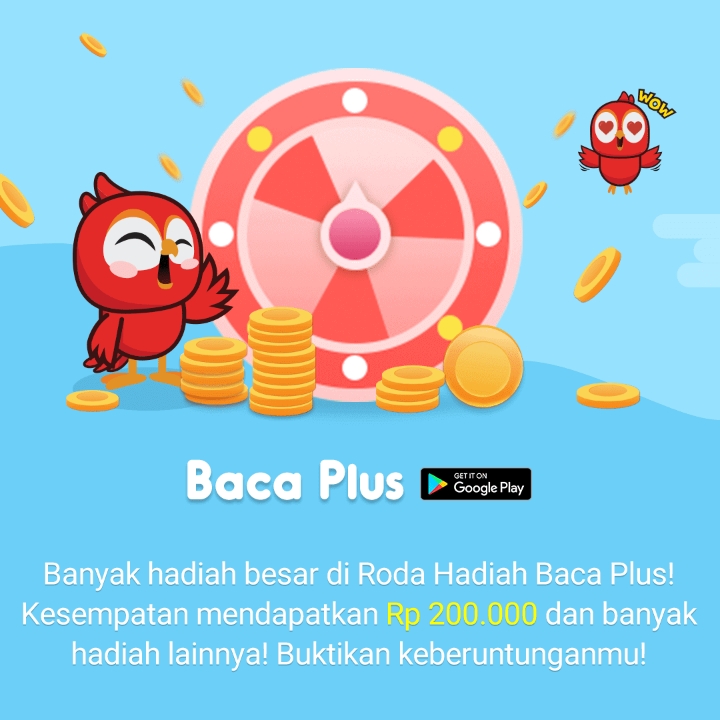 WOW
Baca Plus
GET IT ON
Google Play
Banyak hadiah besar di Roda Hadiah Baca Plus!
Kesempatan mendapatkan Rp 200.000 dan banyak
hadiah lainnya! Buktikan keberuntunganmu!